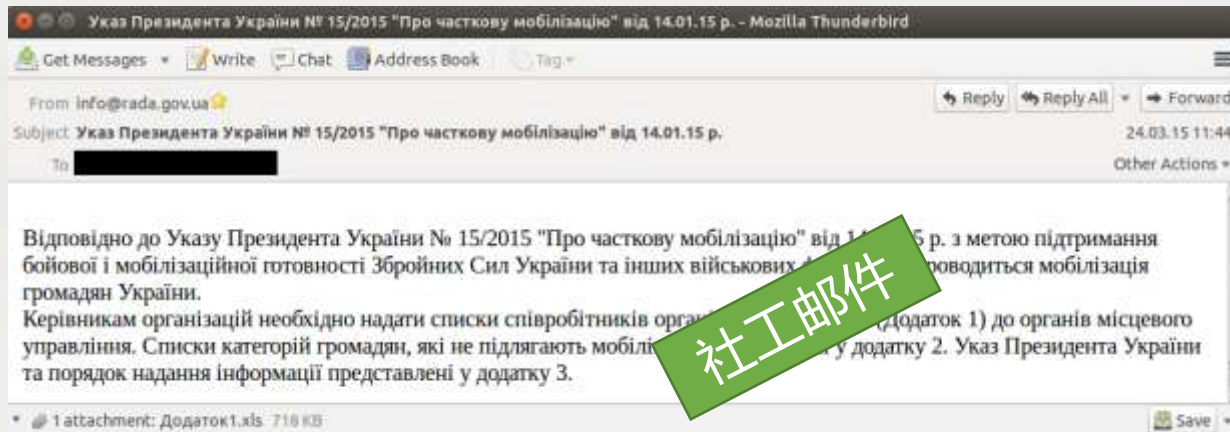 Указ Президента України № 15/2015 "Про часткову мобілізацію" від 14.01.15 р. - Mozilla Thunderbird
Get Messages Write Chat Address Book Tag
From info@rada.gov.ua Reply Reply All Forward
Subject Указ Президента України № 15/2015 "Про часткову мобілізацію" від 14.01.15 р. 24.03.15 11:44
To Other Actions
Відповідно до Указу Президента України № 15/2015 "Про часткову мобілізацію" від р. з метою підтримання
бойової і мобілізаційної готовності Збройних Сил України та інших військових мобілізація
громадян України.
Керівникам організацій необхідно надати списки співробітників (Додаток 1) до органів місцевого
управління. Списки категорій громадян, які не підлягають у додатку 2. Указ Президента України
та порядок надання інформації представлені у додатку 3.
社工邮件
1 attachment: Додаток1.xls 718 KB Save